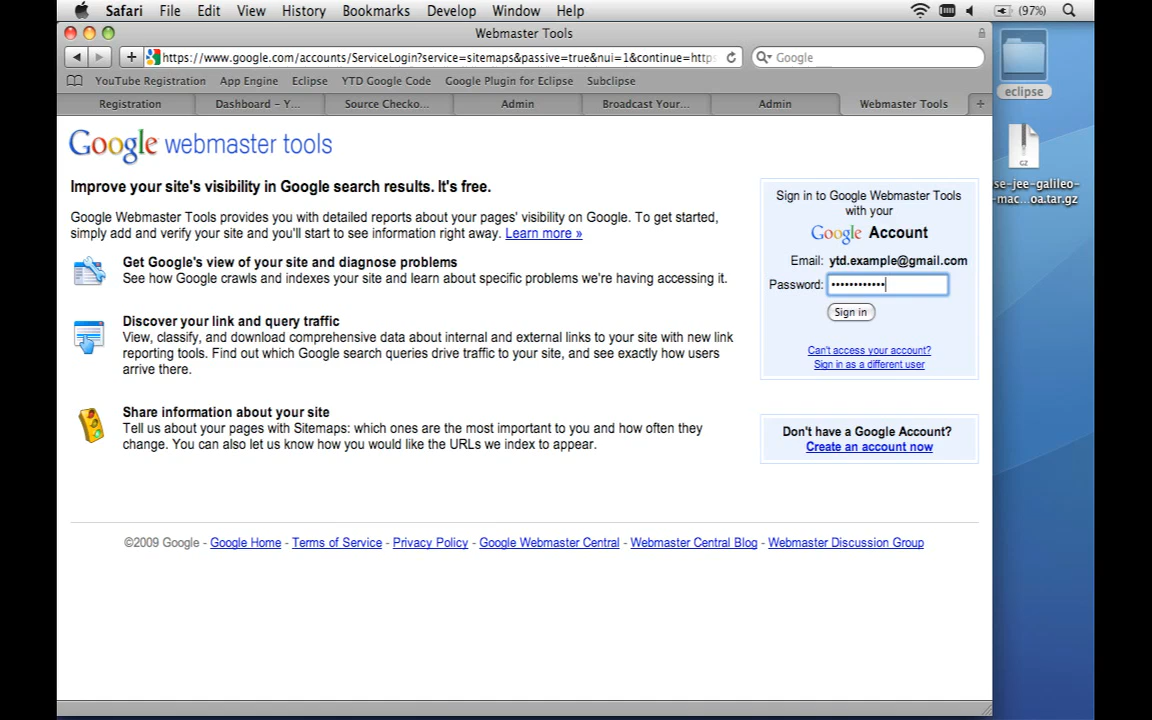 Safari File Edit View History Bookmarks Develop Window Help (97%)
Webmaster Tools
https://www.google.com/accounts/ServiceLogin?service=sitemaps&passive=true&nui=1&continue=https Google
YouTube Registration App Engine Eclipse YTD Google Code Google Plugin for Eclipse Subclipse
Registration Dashboard – Y... Source Checko... Admin Broadcast Your... Admin Webmaster Tools
eclipse
GZ
se-jee-galileo-
-mac...oa.tar.gz
Google webmaster tools
Improve your site's visibility in Google search results. It's free.
Google Webmaster Tools provides you with detailed reports about your pages' visibility on Google. To get started,
simply add and verify your site and you'll start to see information right away. Learn more »
Get Google's view of your site and diagnose problems
See how Google crawls and indexes your site and learn about specific problems we're having accessing it.
Discover your link and query traffic
View, classify, and download comprehensive data about internal and external links to your site with new link
reporting tools. Find out which Google search queries drive traffic to your site, and see exactly how users
arrive there.
Share information about your site
Tell us about your pages with Sitemaps: which ones are the most important to you and how often they
change. You can also let us know how you would like the URLs we index to appear.
Sign in to Google Webmaster Tools
with your
Google Account
Email: ytd.example@gmail.com
Password: ••••••••••••
Sign in
Can't access your account?
Sign in as a different user
Don't have a Google Account?
Create an account now
©2009 Google - Google Home - Terms of Service - Privacy Policy - Google Webmaster Central - Webmaster Central Blog - Webmaster Discussion Group